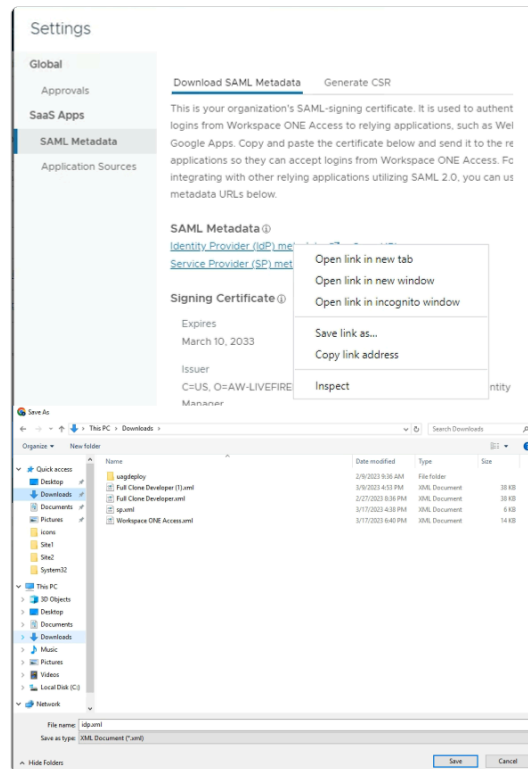 Settings
Global
Approvals
SaaS Apps
SAML Metadata
Application Sources
Download SAML Metadata Generate CSR
This is your organization's SAML-signing certificate. It is used to authent
logins from Workspace ONE Access to relying applications, such as Wel
Google Apps. Copy and paste the certificate below and send it to the re
applications so they can accept logins from Workspace ONE Access. Fo
integrating with other relying applications utilizing SAML 2.0, you can us
metadata URLs below.
SAML Metadata
Identity Provider (IdP) met
Service Provider (SP) met
Open link in new tab
Open link in new window
Open link in incognito window
Save link as...
Copy link address
Inspect
Signing Certificate
Expires
March 10, 2033
Issuer
C=US, O=AW-LIVEFIRE ntity
Manager
Save As
This PC > Downloads >
Search Downloads
Organize New folder
Name Date modified Type Size
uagdeploy 2/9/2023 9:36 AM File folder
Full Clone Developer (1).xml 3/9/2023 4:53 PM XML Document 38 KB
Full Clone Developer.xml 2/27/2023 8:36 PM XML Document 38 KB
sp.xml 3/17/2023 4:38 PM XML Document 6 KB
Workspace ONE Access.xml 3/17/2023 6:40 PM XML Document 14 KB
Quick access
Desktop
Downloads
Documents
Pictures
icons
Site1
Site2
System32
This PC
3D Objects
Desktop
Documents
Downloads
Music
Pictures
Videos
Local Disk (C:)
Network
File name: idp.xml
Save as type: XML Document (*.xml)
Hide Folders
Save Cancel